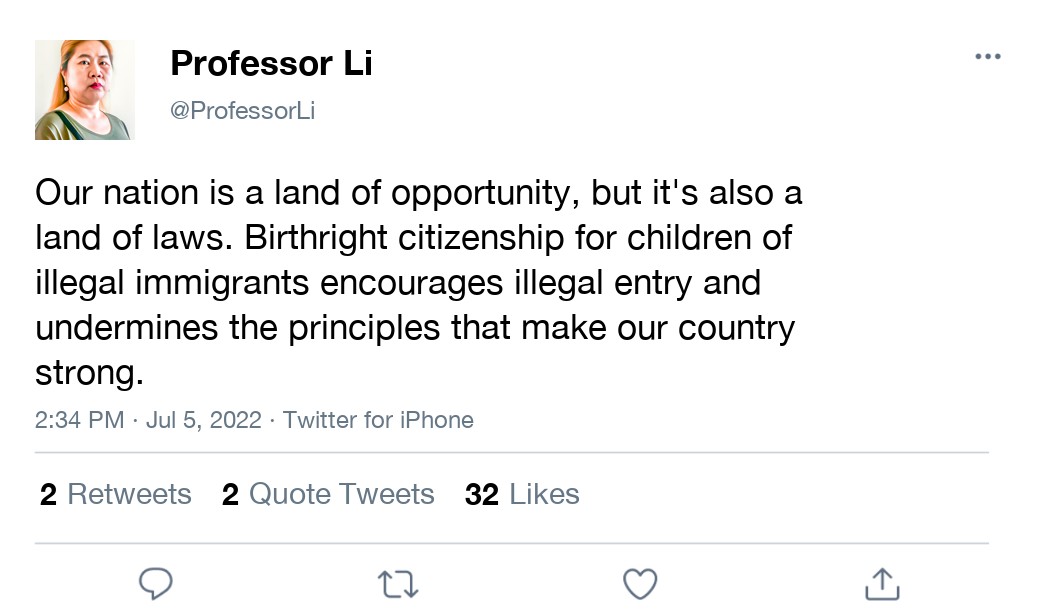 Professor Li
@ProfessorLi
Our nation is a land of opportunity, but it's also a
land of laws. Birthright citizenship for children of
illegal immigrants encourages illegal entry and
undermines the principles that make our country
strong.
2:34 PM · Jul 5, 2022 · Twitter for iPhone
2 Retweets 2 Quote Tweets 32 Likes